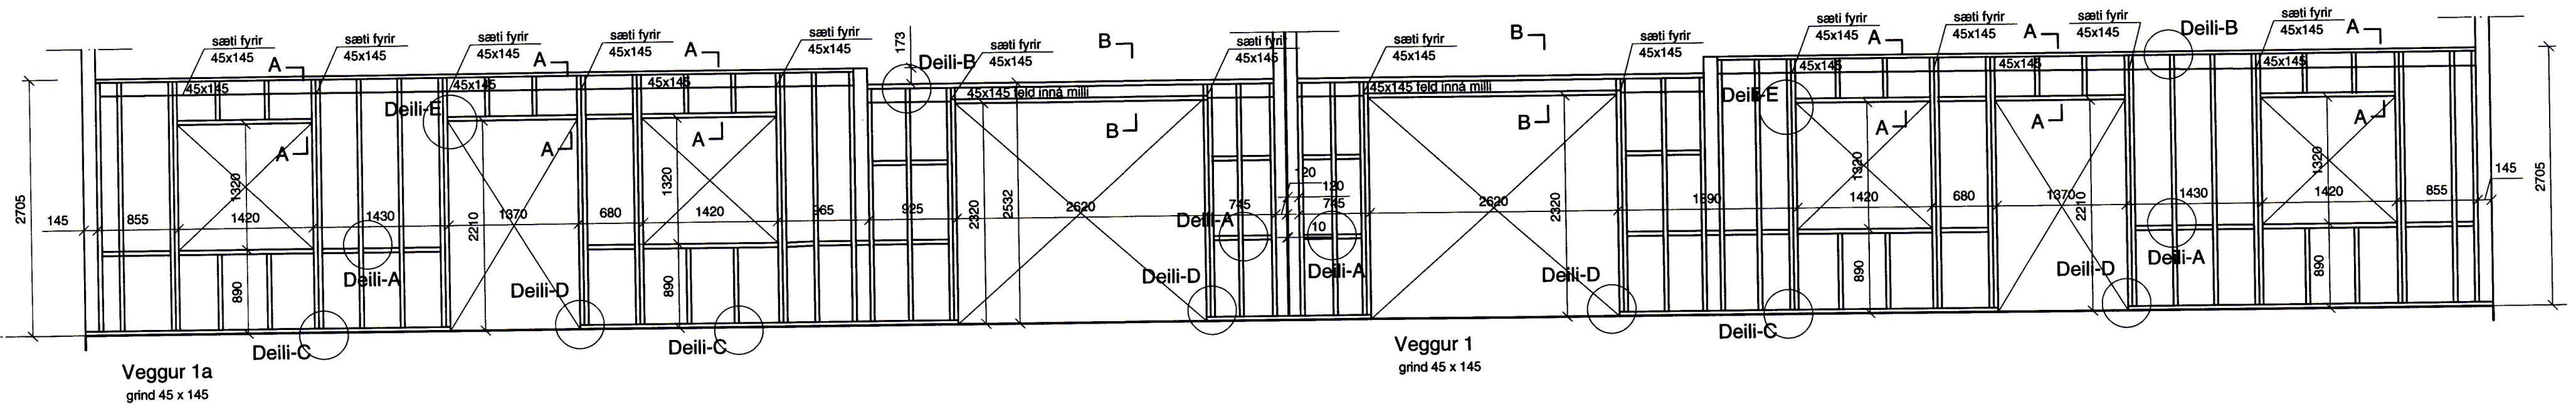 sæti fyrir
45x145
sæti fyrir
45x145
sæti fyrir
45x145
sæti fyrir
45x145
sæti fyrir
45x145
sæti fyrir
45x145
sæti fyrir
45x145
sæti fyrir
45x145
sæti fyrir
45x145
sæti fyrir
45x145
sæti fyrir
45x145
sæti fyrir
45x145
sæti fyrir
45x145
A
A
A
173
B
B
A
A
A
Deili-B
Deili-B
45x145
45x145
45x145
45x145 feld inná milli
45x145 feld inná milli
45x145
45x145
45x145
Deili-E
Deili-E
A
A
A
B
B
A
A
A
2705
145
855
1320
1420
1430
2210
1370
680
1320
1420
965
925
2320
2532
2620
745
120
120
745
10
2620
2320
1320
1420
680
1370
2210
1430
1320
1420
855
145
2705
Deili-A
Deili-A
Deili-A
Deili-A
890
890
890
890
Deili-D
Deili-D
Deili-D
Deili-D
Deili-C
Deili-C
Deili-C
Veggur 1a
grind 45 x 145
Veggur 1
grind 45 x 145